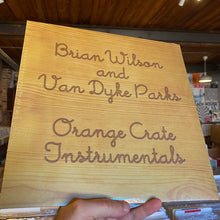 Brian Wilson
and
Van Dyke Parks
Orange Crate
Instrumentals